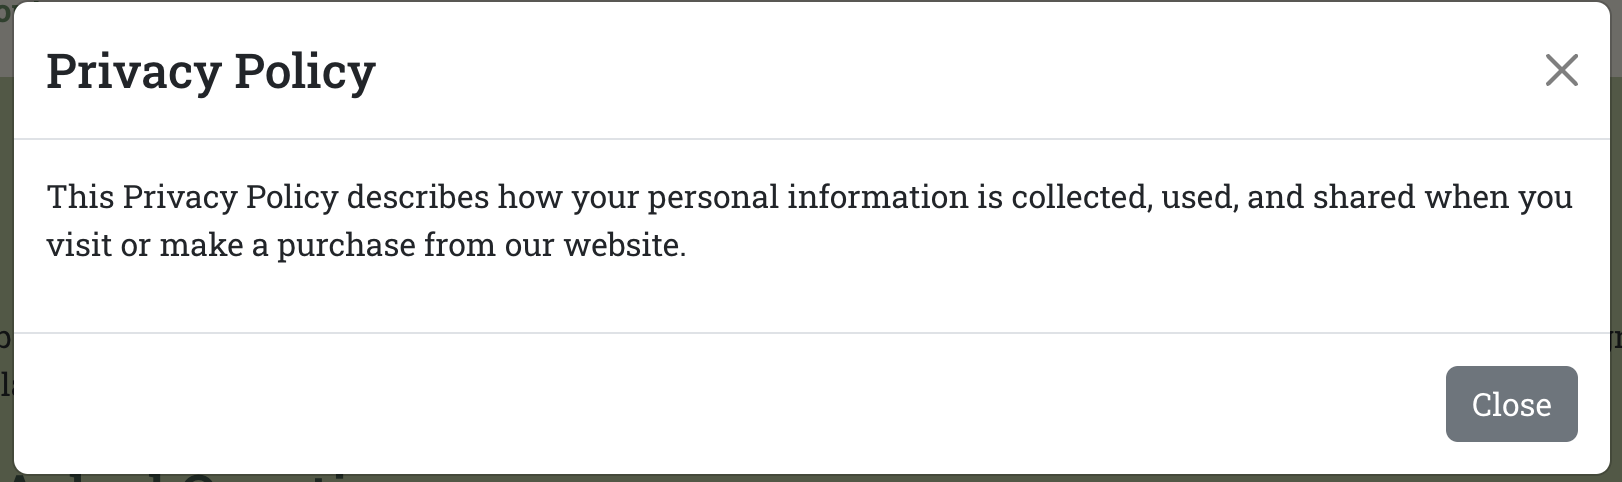 Privacy Policy
This Privacy Policy describes how your personal information is collected, used, and shared when you
visit or make a purchase from our website.
Close